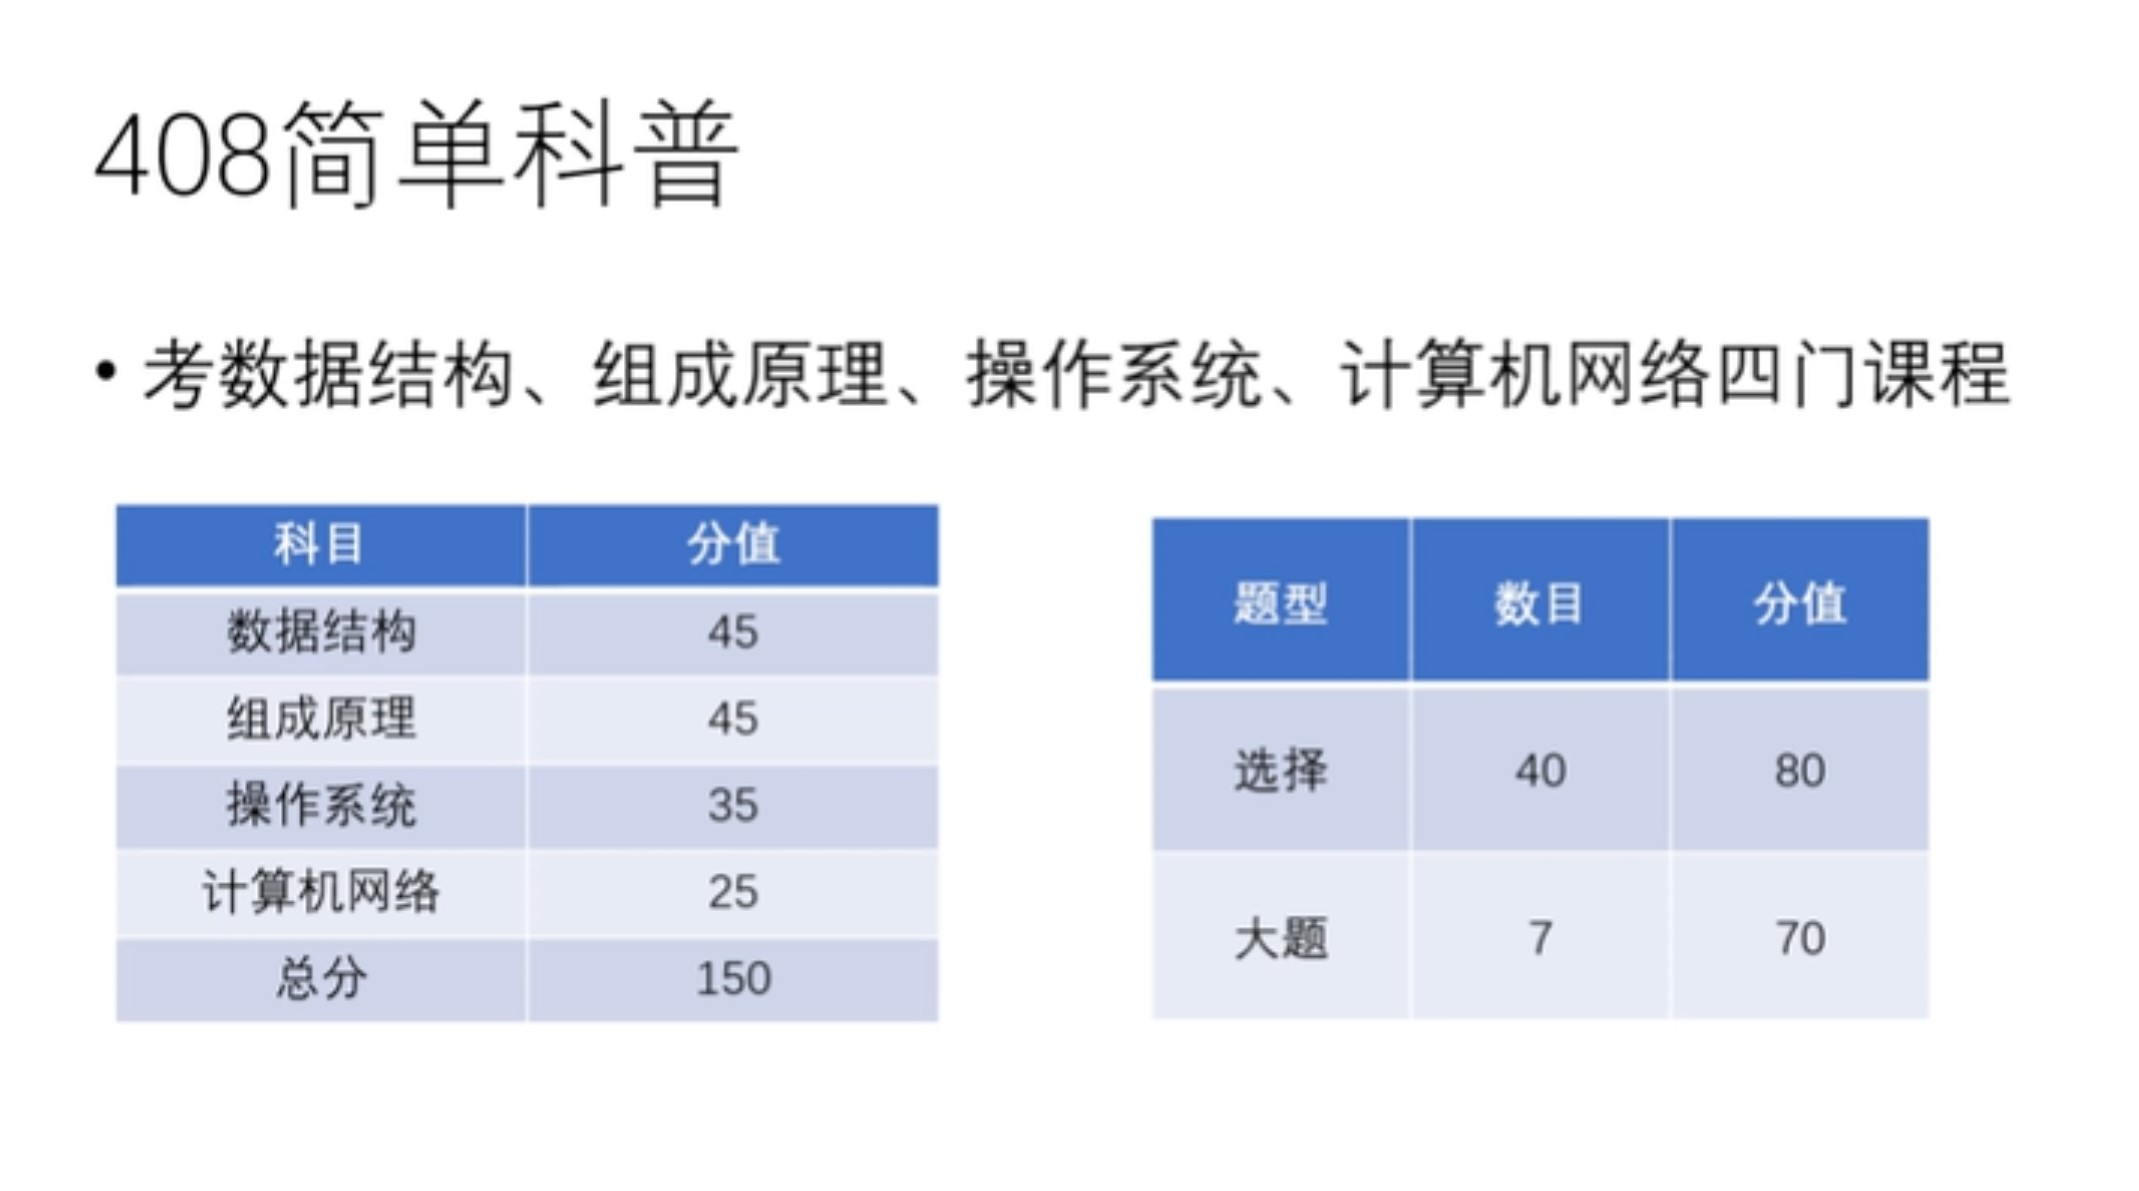 408简单科普
• 考数据结构、组成原理、操作系统、计算机网络四门课程
科目 分值
数据结构 45
组成原理 45
操作系统 35
计算机网络 25
总分 150
题型 数目 分值
选择 40 80
大题 7 70